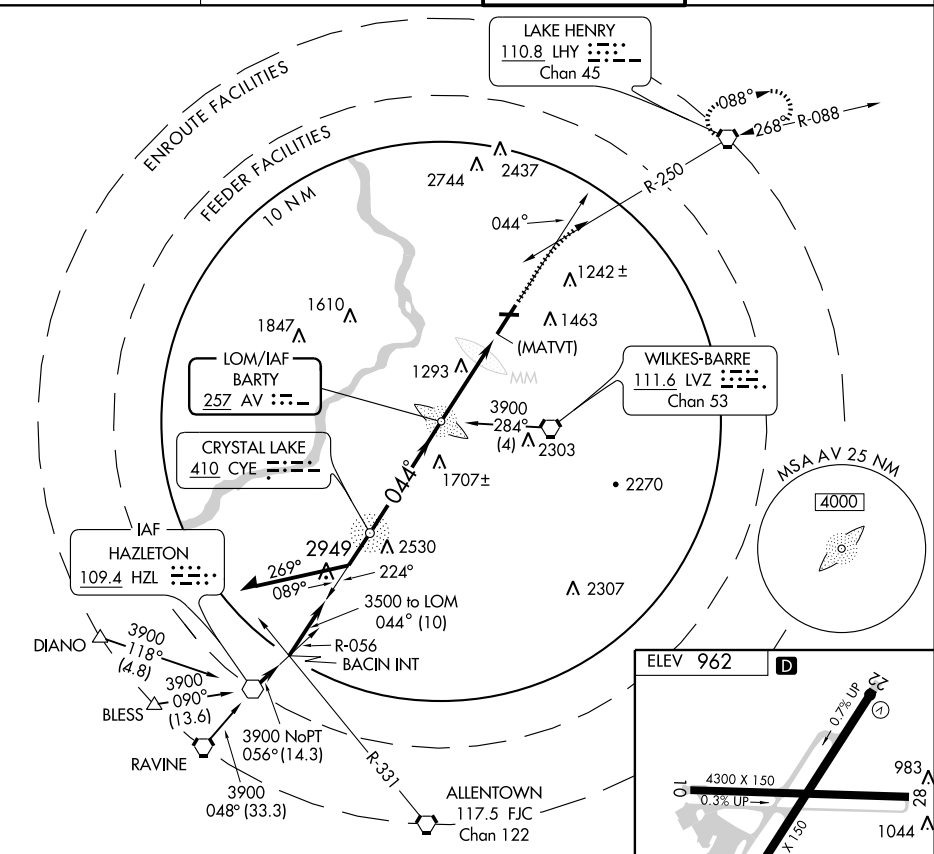 LAKE HENRY
110.8 LHY
Chan 45
ENROUTE FACILITIES
FEEDER FACILITIES
10 NM
088°
268°
R-088
R-250
2744
2437
044°
1242 ±
1463
(MATVT)
1610
1847
LOM/IAF
BARTY
257 AV
1293
MM
WILKES-BARRE
111.6 LVZ
Chan 53
3900
284°
(4)
2303
CRYSTAL LAKE
410 CYE
044°
1707±
2270
MSA AV 25 NM
4000
IAF
HAZLETON
109.4 HZL
2949
2530
269°
089°
224°
3500 to LOM
044° (10)
2307
R-056
BACIN INT
DIANO
3900
118°
(4.8)
BLESS
3900
090°
(13.6)
RAVINE
3900 NoPT
056° (14.3)
3900
048° (33.3)
R-331
ALLENTOWN
117.5 FJC
Chan 122
ELEV 962
D
22
V
0.7% UP
983
10
4300 X 150
0.3% UP
28
1044
X 150